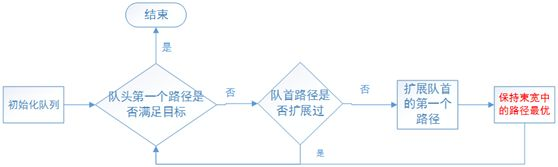 结束
是
初始化队列
队头第一个路径是
否满足目标
否
队首路径是
否扩展过
否
扩展队首
的第一个
路径
保持束宽中
的路径最优
是